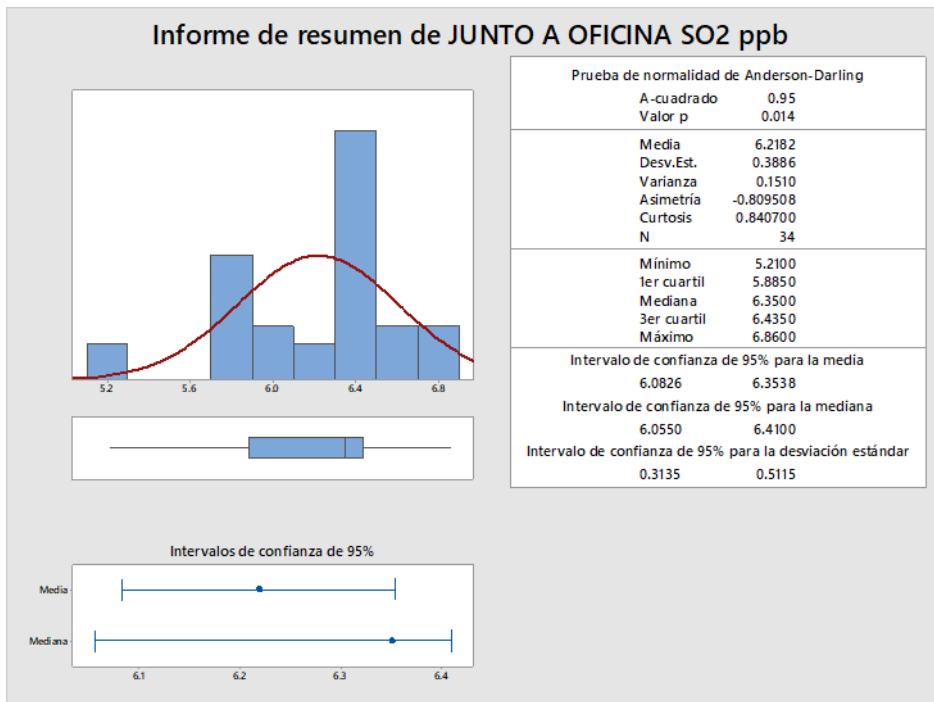 Informe de resumen de JUNTO A OFICINA SO2 ppb
Prueba de normalidad de Anderson-Darling
A-cuadrado 0.95
Valor p 0.014
Media 6.2182
Desv.Est. 0.3886
Varianza 0.1510
Asimetría -0.809508
Curtosis 0.840700
N 34
Mínimo 5.2100
1er cuartil 5.8850
Mediana 6.3500
3er cuartil 6.4350
Máximo 6.8600
Intervalo de confianza de 95% para la media
6.0826 6.3538
Intervalo de confianza de 95% para la mediana
6.0550 6.4100
Intervalo de confianza de 95% para la desviación estándar
0.3135 0.5115
5.2 5.6 6.0 6.4 6.8
Intervalos de confianza de 95%
Media
Mediana
6.1 6.2 6.3 6.4